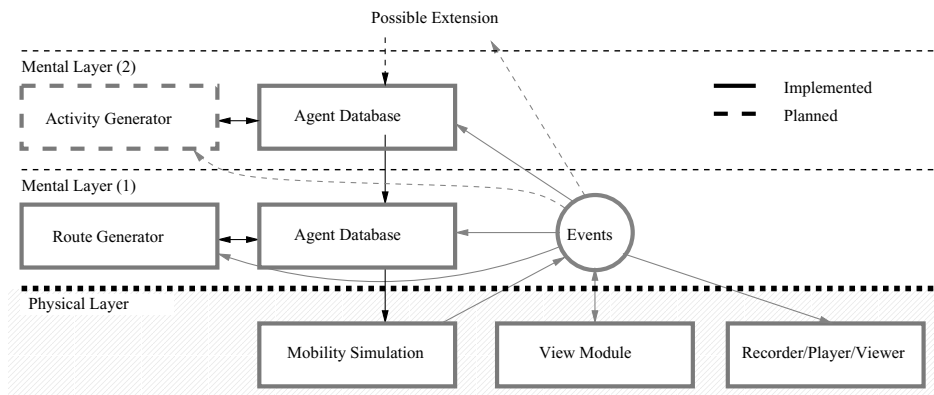 Possible Extension
Mental Layer (2)
Activity Generator
Agent Database
Implemented
Planned
Mental Layer (1)
Route Generator
Agent Database
Events
Physical Layer
Mobility Simulation
View Module
Recorder/Player/Viewer